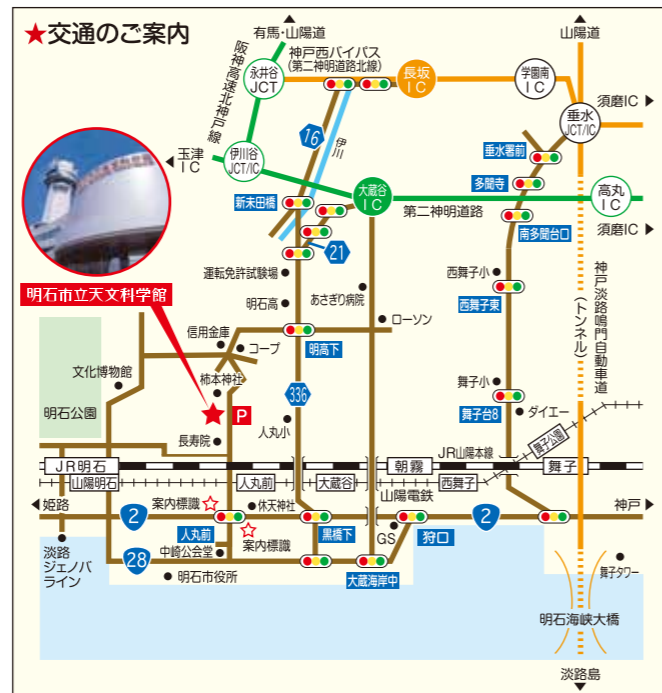 ★交通のご案内
有馬・山陽道
山陽道
阪神高速北神戸線
神戸西バイパス
(第二神明道路北線)
永井谷
JCT
長坂
IC
学園南
IC
須磨IC
垂水
JCT/IC
16
伊川
玉津
IC
伊川谷
JCT/IC
大蔵谷
IC
垂水署前
多聞寺
高丸
IC
新未田橋
第二神明道路
南多聞台口
須磨IC
21
運転免許試験場
西舞子小
明石市立天文科学館
明石高
あさぎり病院
西舞子東
神戸淡路鳴門自動車道
(トンネル)
信用金庫
ローソン
コープ
明高下
文化博物館
柿本神社
336
舞子小
明石公園
P
人丸小
舞子台8
ダイエー
長寿院
JR山陽本線
舞子公園
JR明石
朝霧
舞子
山陽明石
人丸前
大蔵谷
山陽電鉄
西舞子
姫路
案内標識
休天神社
神戸
2
2
人丸前
案内標識
黒橋下
GS
狩口
淡路
ジェノバ
ライン
28
中崎公会堂
明石市役所
大蔵海岸中
舞子タワー
明石海峡大橋
淡路島